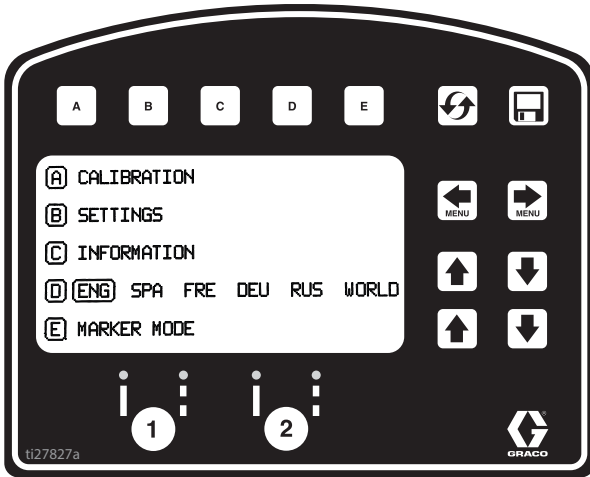 A B C D E
A CALIBRATION
MENU MENU
B SETTINGS
C INFORMATION
D ENG SPA FRE DEU RUS WORLD
E MARKER MODE
1 2
ti27827a
GRACO